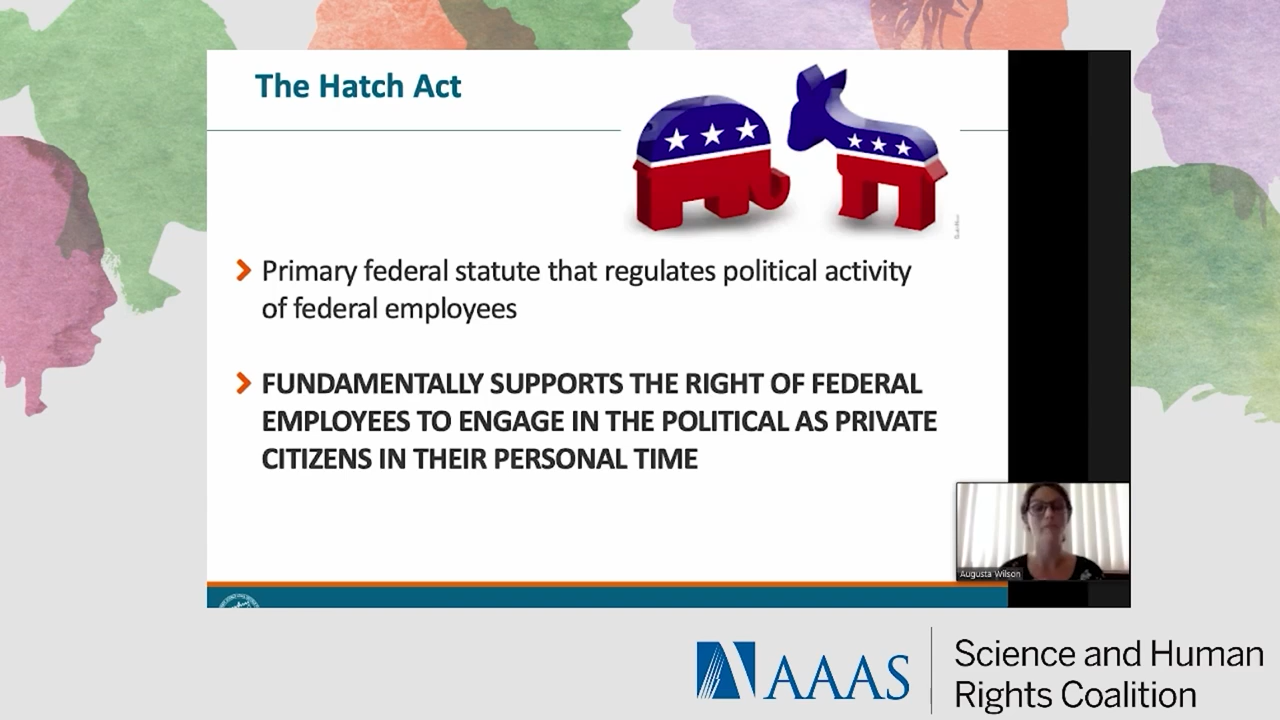 The Hatch Act
Primary federal statute that regulates political activity
of federal employees
FUNDAMENTALLY SUPPORTS THE RIGHT OF FEDERAL
EMPLOYEES TO ENGAGE IN THE POLITICAL AS PRIVATE
CITIZENS IN THEIR PERSONAL TIME
Augusta Wilson
AAAS
Science and Human
Rights Coalition